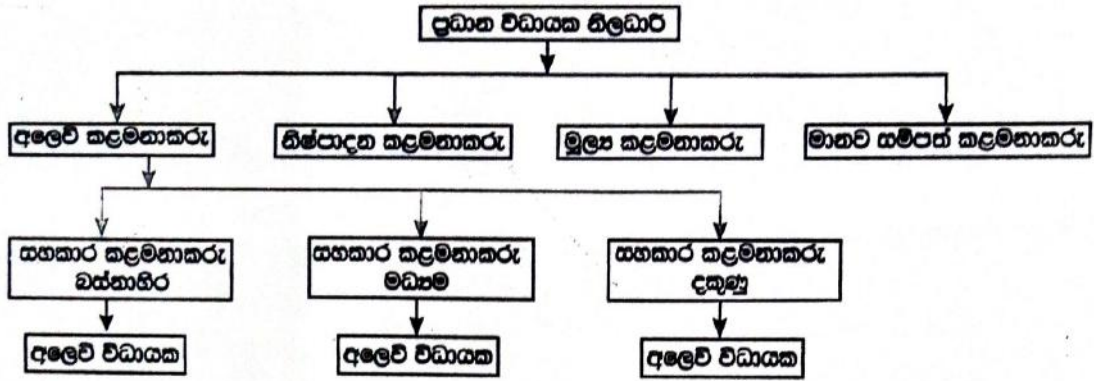 ප්‍රධාන විධායක නිලධාරි
අලෙවි කළමනාකරු
නිෂ්පාදන කළමනාකරු
මූල්‍ය කළමනාකරු
මානව සම්පත් කළමනාකරු
සහකාර කළමනාකරු
බස්නාහිර
සහකාර කළමනාකරු
මධ්‍යම
සහකාර කළමනාකරු
දකුණු
අලෙවි විධායක
අලෙවි විධායක
අලෙවි විධායක